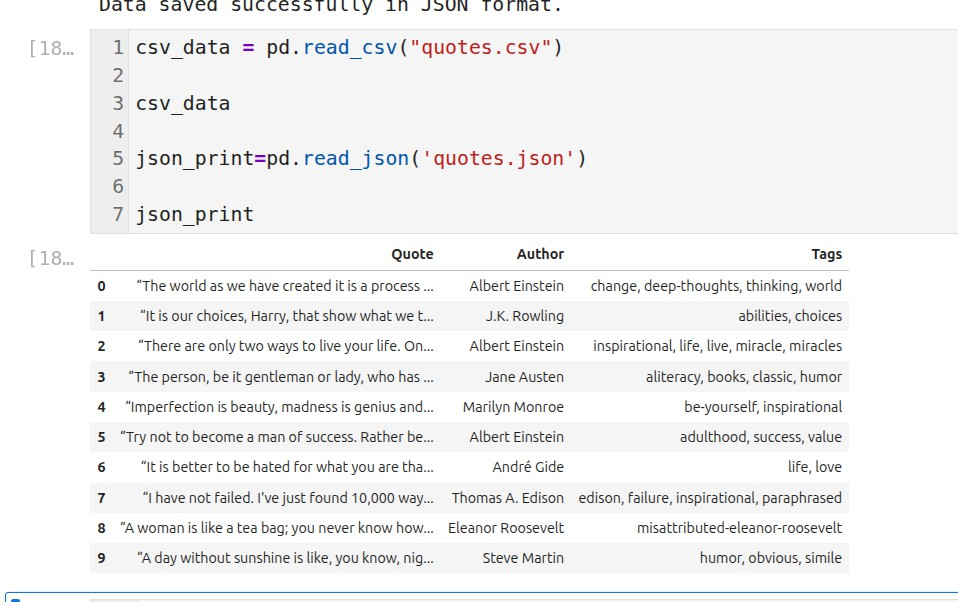 Data saved successfully in JSON format.
[18…
1 csv_data = pd.read_csv("quotes.csv")
2
3 csv_data
4
5 json_print=pd.read_json('quotes.json')
6
7 json_print
[18…
Quote Author Tags
0 “The world as we have created it is a process ... Albert Einstein change, deep-thoughts, thinking, world
1 “It is our choices, Harry, that show what we t... J.K. Rowling abilities, choices
2 “There are only two ways to live your life. On... Albert Einstein inspirational, life, live, miracle, miracles
3 “The person, be it gentleman or lady, who has ... Jane Austen aliteracy, books, classic, humor
4 “Imperfection is beauty, madness is genius and... Marilyn Monroe be-yourself, inspirational
5 “Try not to become a man of success. Rather be... Albert Einstein adulthood, success, value
6 “It is better to be hated for what you are tha... André Gide life, love
7 “I have not failed. I've just found 10,000 way... Thomas A. Edison edison, failure, inspirational, paraphrased
8 “A woman is like a tea bag; you never know how... Eleanor Roosevelt misattributed-eleanor-roosevelt
9 “A day without sunshine is like, you know, nig... Steve Martin humor, obvious, simile